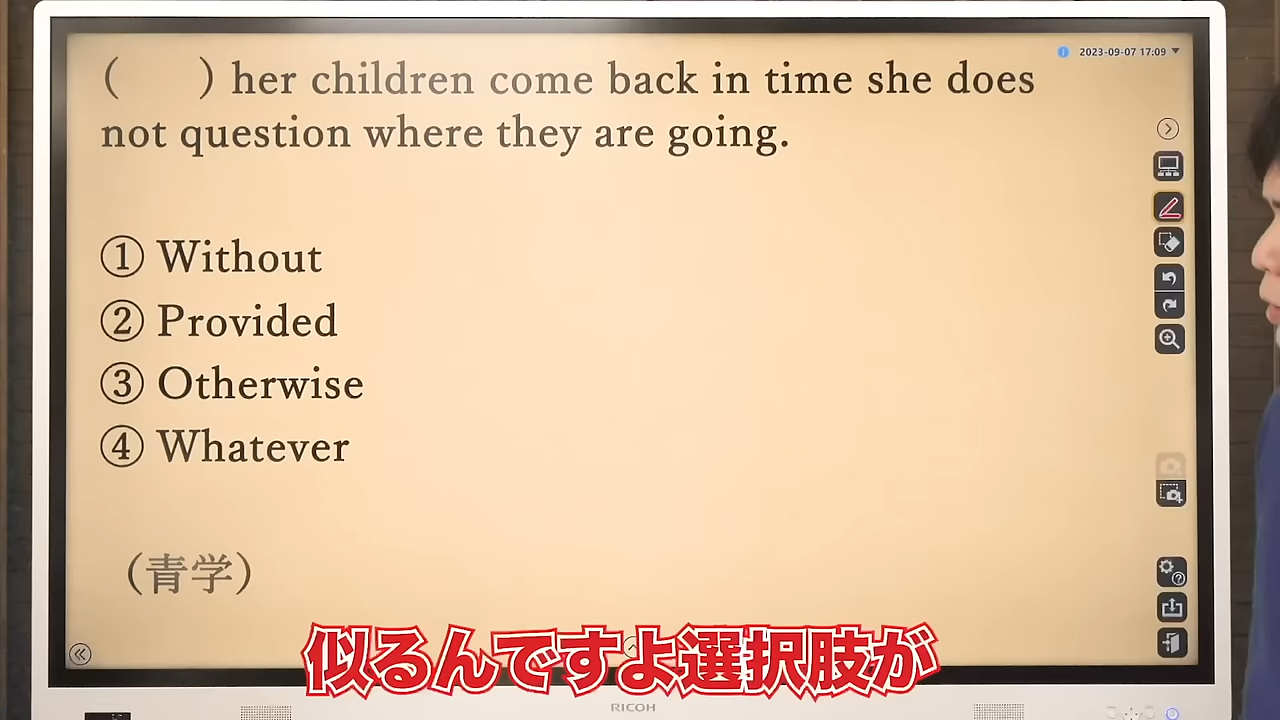 2023-09-07 17:09
(　　) her children come back in time she does
not question where they are going.
① Without
② Provided
③ Otherwise
④ Whatever
（青学）
似るんですよ選択肢が
RICOH